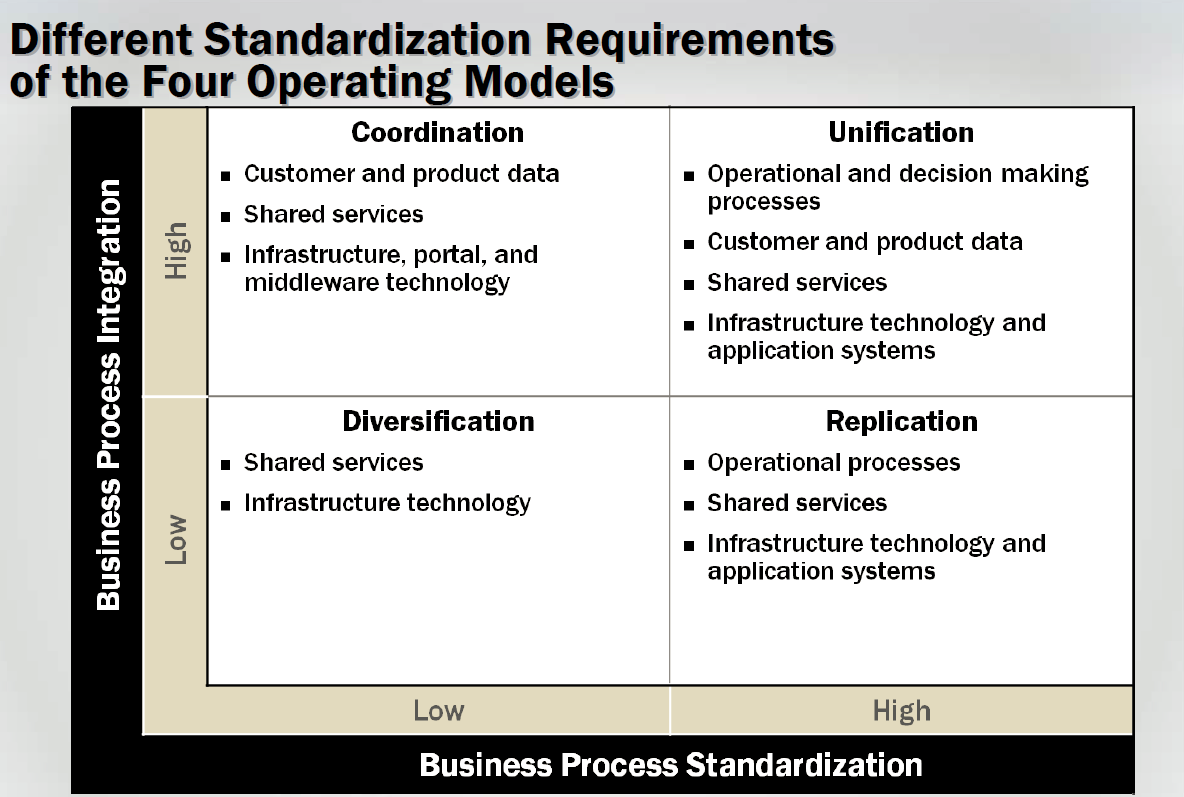 Different Standardization Requirements
of the Four Operating Models
Business Process Integration
High
Coordination
▪ Customer and product data
▪ Shared services
▪ Infrastructure, portal, and
middleware technology
Unification
▪ Operational and decision making
processes
▪ Customer and product data
▪ Shared services
▪ Infrastructure technology and
application systems
Low
Diversification
▪ Shared services
▪ Infrastructure technology
Replication
▪ Operational processes
▪ Shared services
▪ Infrastructure technology and
application systems
Low
High
Business Process Standardization